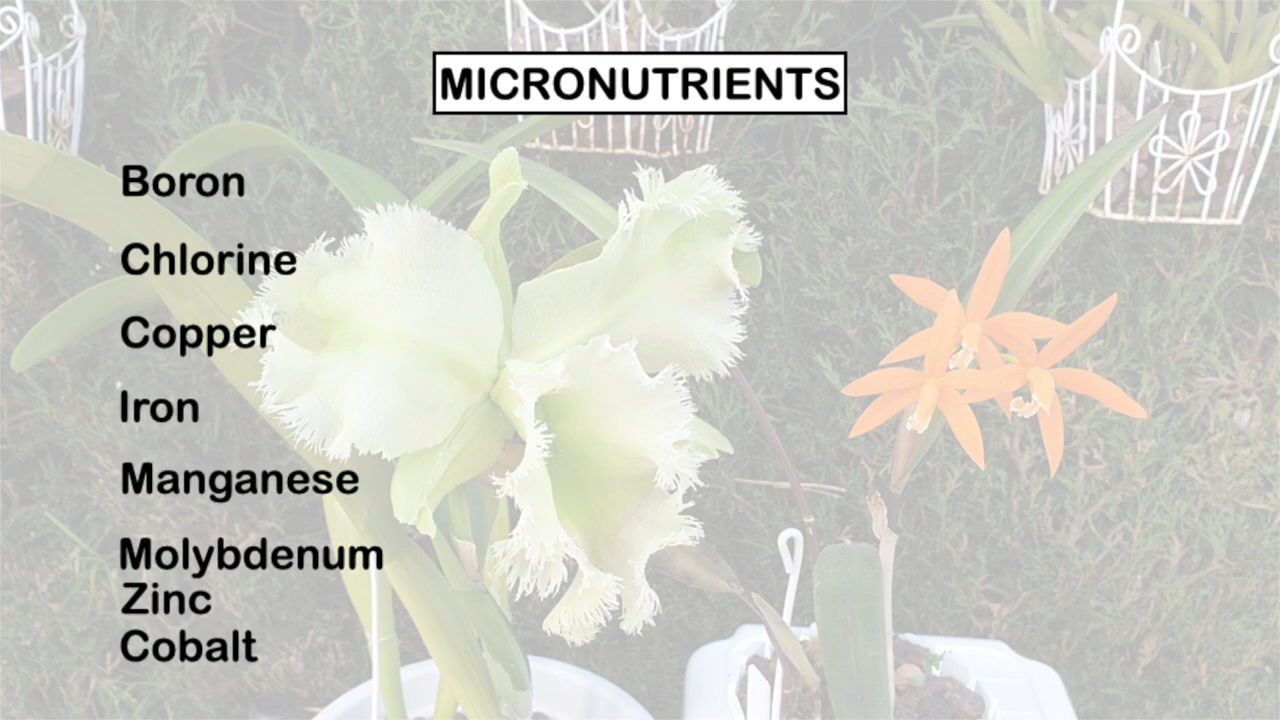 MICRONUTRIENTS
Boron
Chlorine
Copper
Iron
Manganese
Molybdenum
Zinc
Cobalt